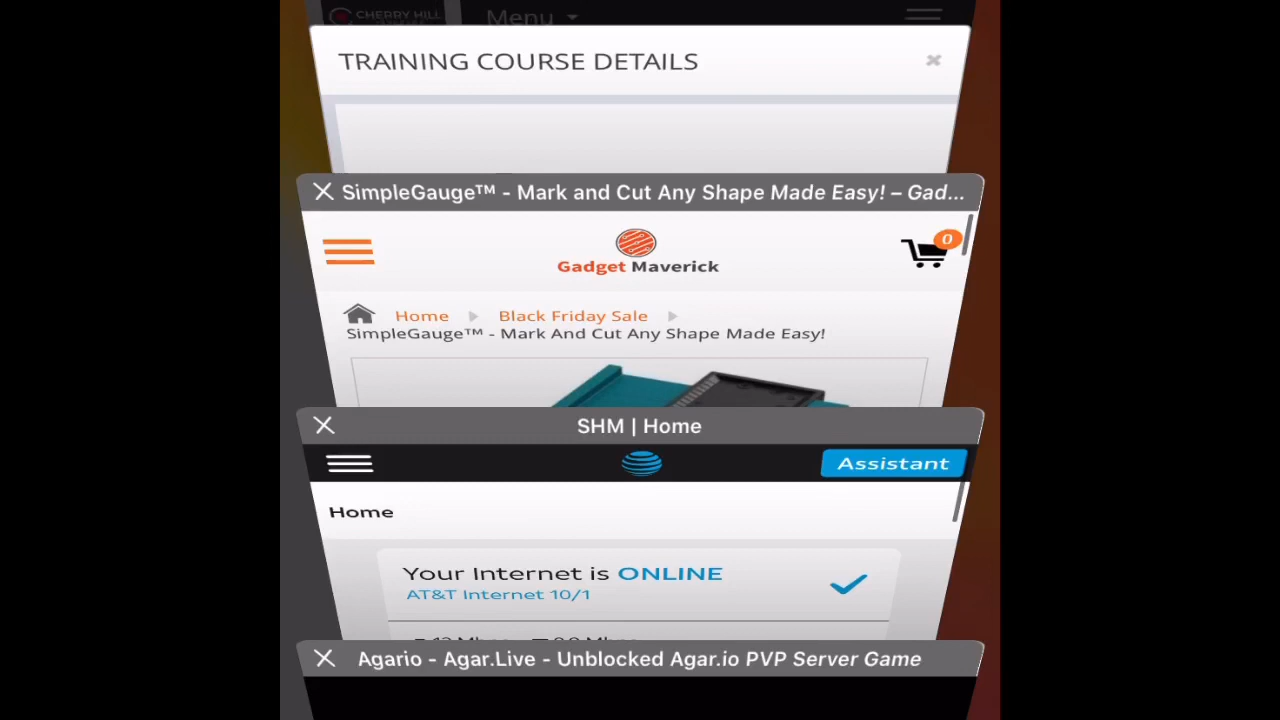 CHERRY HILL
Menu
TRAINING COURSE DETAILS
SimpleGauge™ - Mark and Cut Any Shape Made Easy! – Gad...
0
Gadget Maverick
Home
Black Friday Sale
SimpleGauge™ - Mark And Cut Any Shape Made Easy!
SHM | Home
Assistant
Home
Your Internet is ONLINE
AT&T Internet 10/1
Agario - Agar.Live - Unblocked Agar.io PVP Server Game